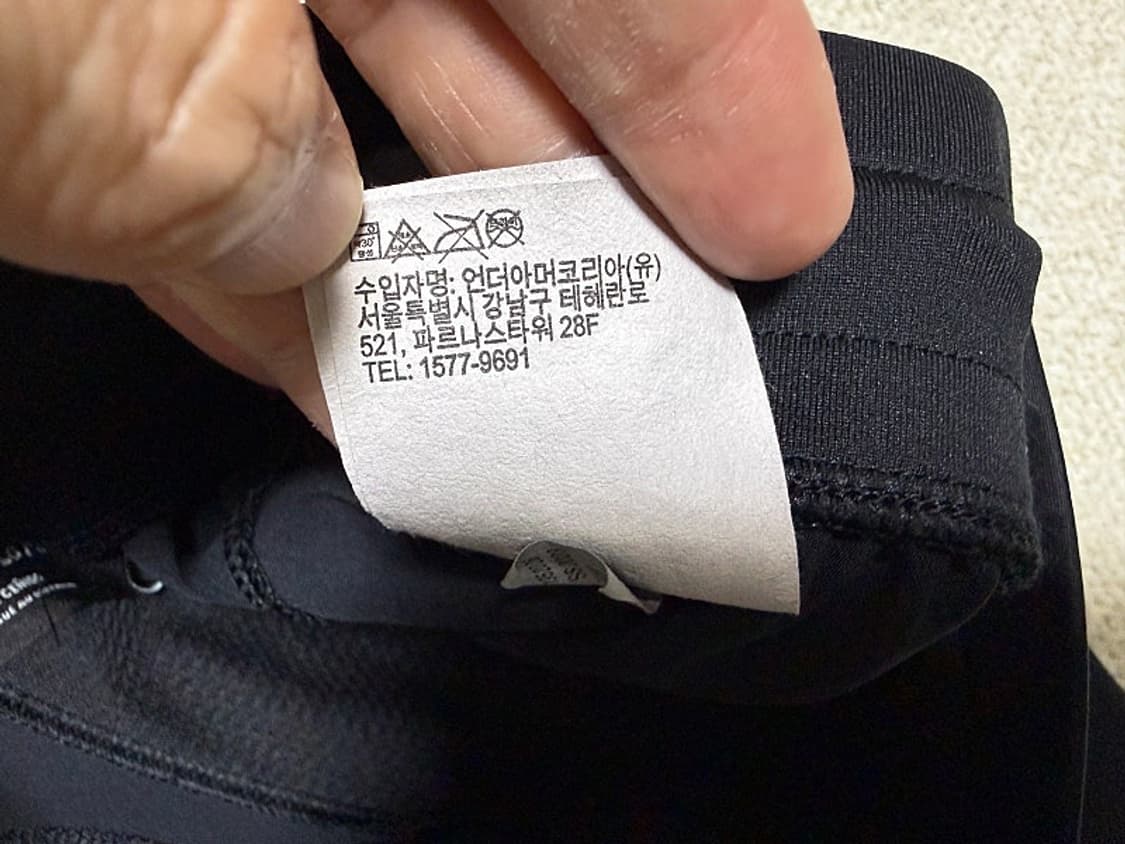 수입자명: 언더아머코리아(유)
서울특별시 강남구 테헤란로
521, 파르나스타워 28F
TEL: 1577-9691